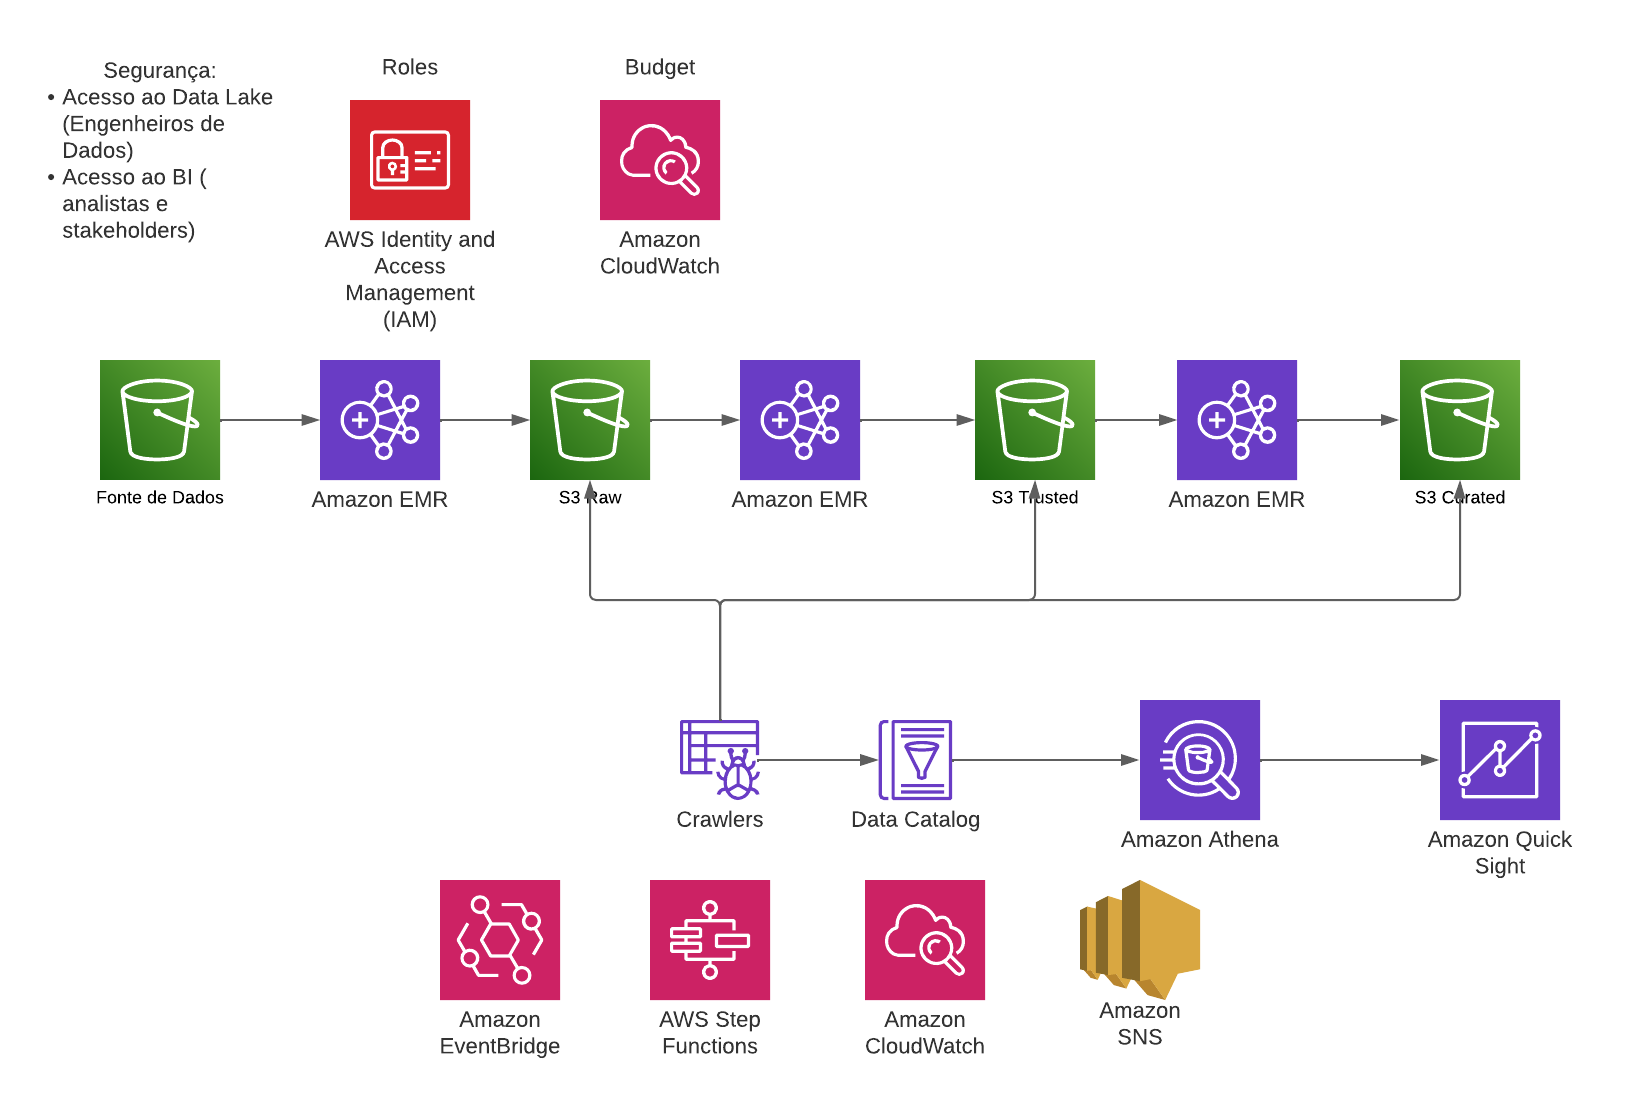 Segurança:
• Acesso ao Data Lake
(Engenheiros de
Dados)
• Acesso ao BI (
analistas e
stakeholders)
Roles
Budget
AWS Identity and
Access
Management
(IAM)
Amazon
CloudWatch
Fonte de Dados
Amazon EMR
S3 Raw
Amazon EMR
S3 Trusted
Amazon EMR
S3 Curated
Crawlers
Data Catalog
Amazon Athena
Amazon Quick
Sight
Amazon
EventBridge
AWS Step
Functions
Amazon
CloudWatch
Amazon
SNS